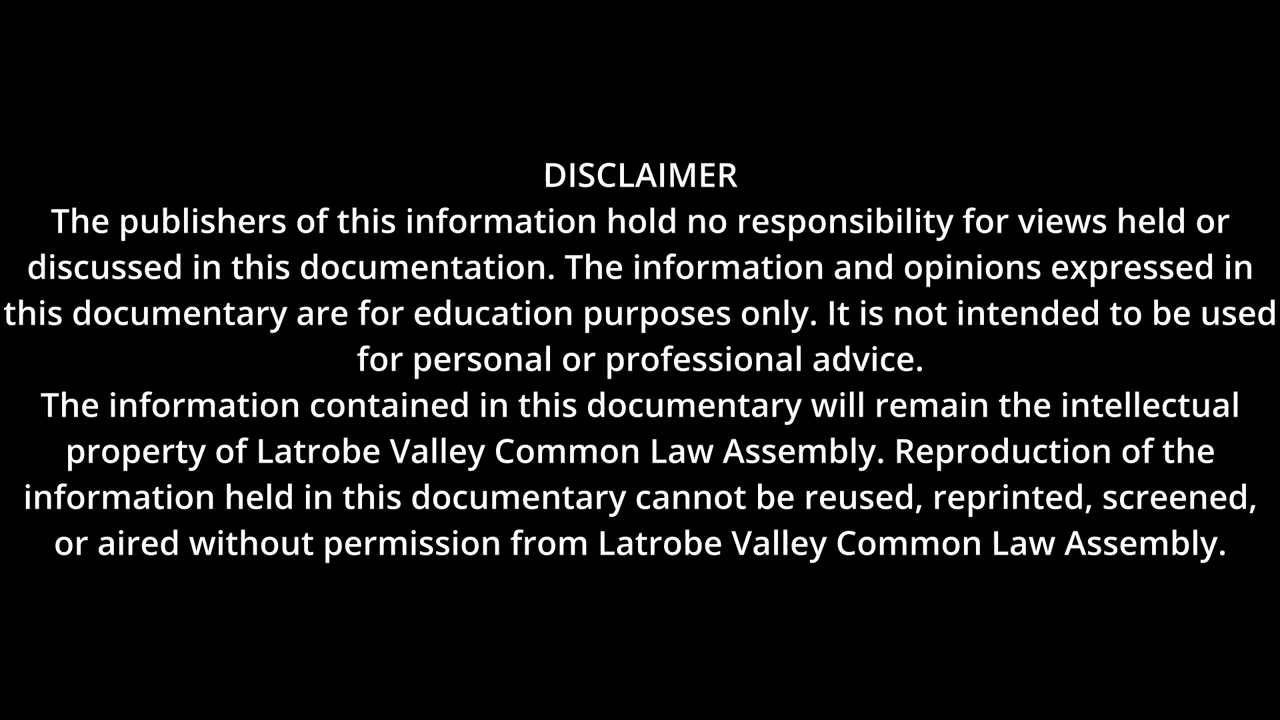 DISCLAIMER
The publishers of this information hold no responsibility for views held or
discussed in this documentation. The information and opinions expressed in
this documentary are for education purposes only. It is not intended to be used
for personal or professional advice.
The information contained in this documentary will remain the intellectual
property of Latrobe Valley Common Law Assembly. Reproduction of the
information held in this documentary cannot be reused, reprinted, screened,
or aired without permission from Latrobe Valley Common Law Assembly.